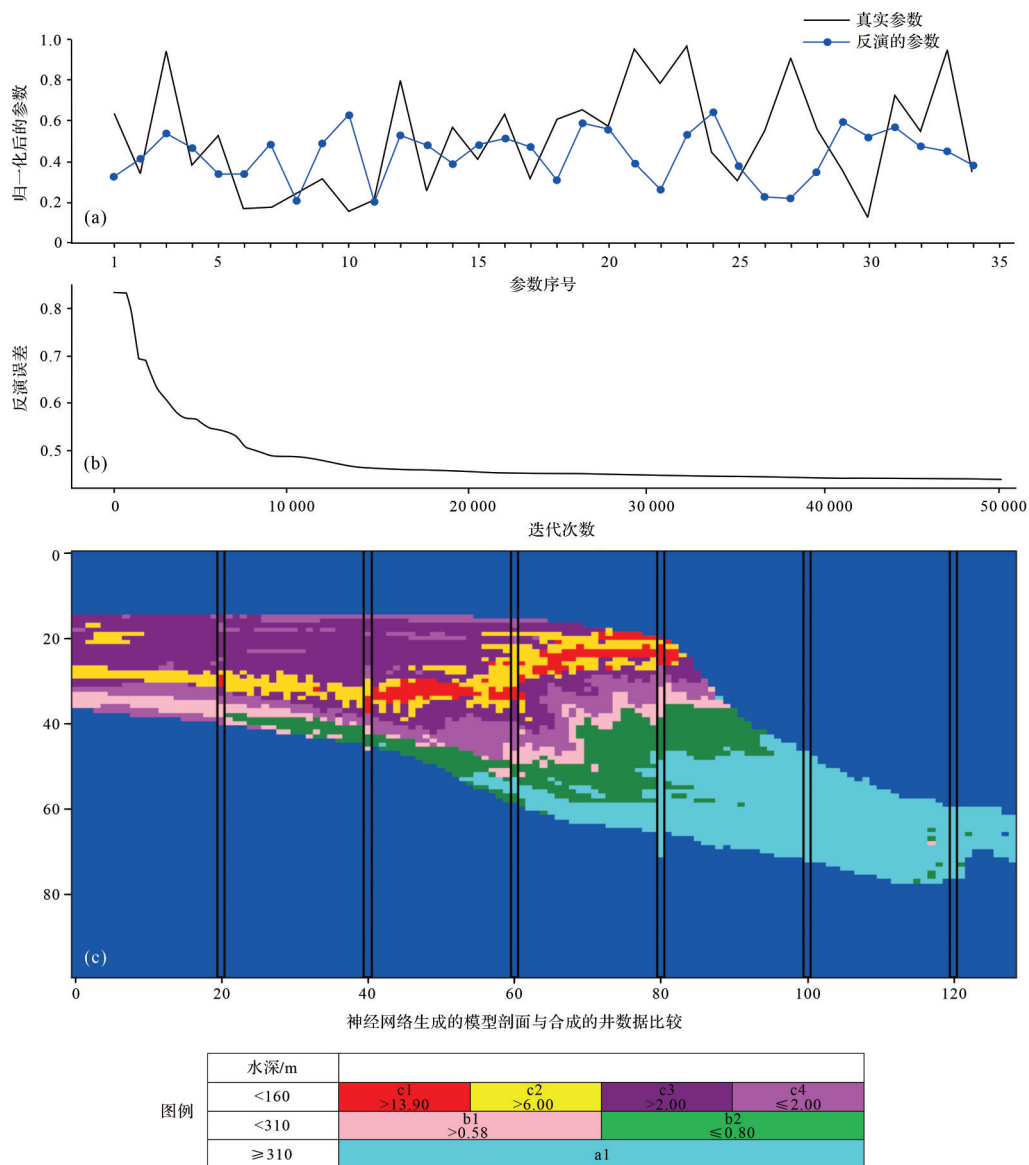 真实参数
反演的参数
归一化后的参数
1.0
0.8
0.6
0.4
0.2
0
(a)
1 5 10 15 20 25 30 35
参数序号
反演误差
0.8
0.7
0.6
0.5
(b)
0 10 000 20 000 30 000 40 000 50 000
迭代次数
0
20
40
60
80
(c)
0 20 40 60 80 100 120
神经网络生成的模型剖面与合成的井数据比较
图例
水深/m
<160 c1 c2 c3 c4
>13.90 >6.00 >2.00 ≤2.00
<310 b1 b2
>0.58 ≤0.80
≥310 a1